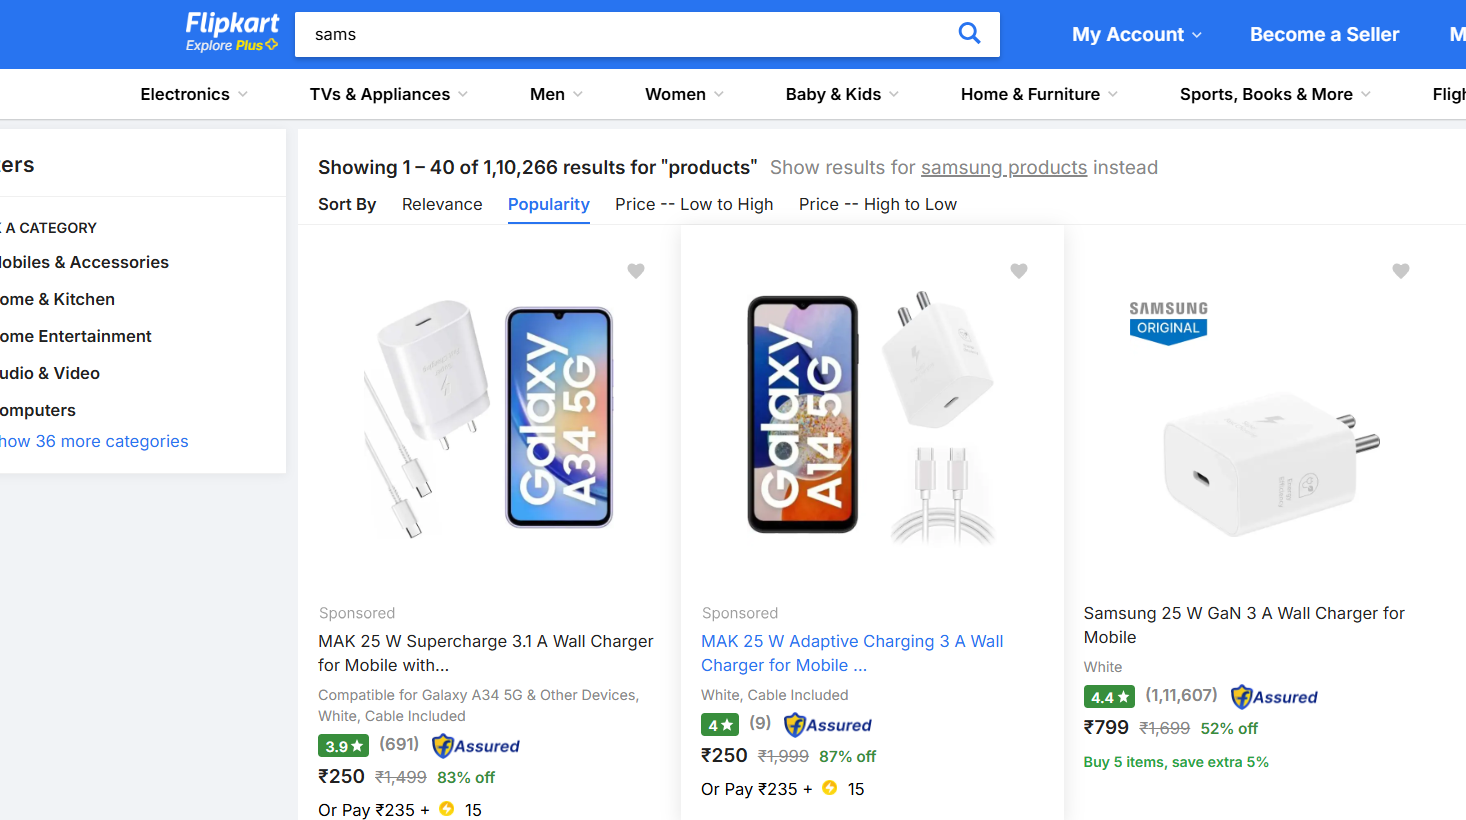 Flipkart
Explore Plus
sams
My Account
Become a Seller
M
Electronics
TVs & Appliances
Men
Women
Baby & Kids
Home & Furniture
Sports, Books & More
Fligh
ers
A CATEGORY
obiles & Accessories
ome & Kitchen
ome Entertainment
udio & Video
omputers
how 36 more categories
Showing 1 – 40 of 1,10,266 results for "products" Show results for samsung products instead
Sort By Relevance Popularity Price -- Low to High Price -- High to Low
Galaxy
A34 5G
Sponsored
MAK 25 W Supercharge 3.1 A Wall Charger
for Mobile with...
Compatible for Galaxy A34 5G & Other Devices,
White, Cable Included
3.9 (691) Assured
₹250 ₹1,499 83% off
Or Pay ₹235 + 15
Galaxy
A14 5G
Sponsored
MAK 25 W Adaptive Charging 3 A Wall
Charger for Mobile ...
White, Cable Included
4 (9) Assured
₹250 ₹1,999 87% off
Or Pay ₹235 + 15
SAMSUNG
ORIGINAL
Samsung 25 W GaN 3 A Wall Charger for
Mobile
White
4.4 (1,11,607) Assured
₹799 ₹1,699 52% off
Buy 5 items, save extra 5%